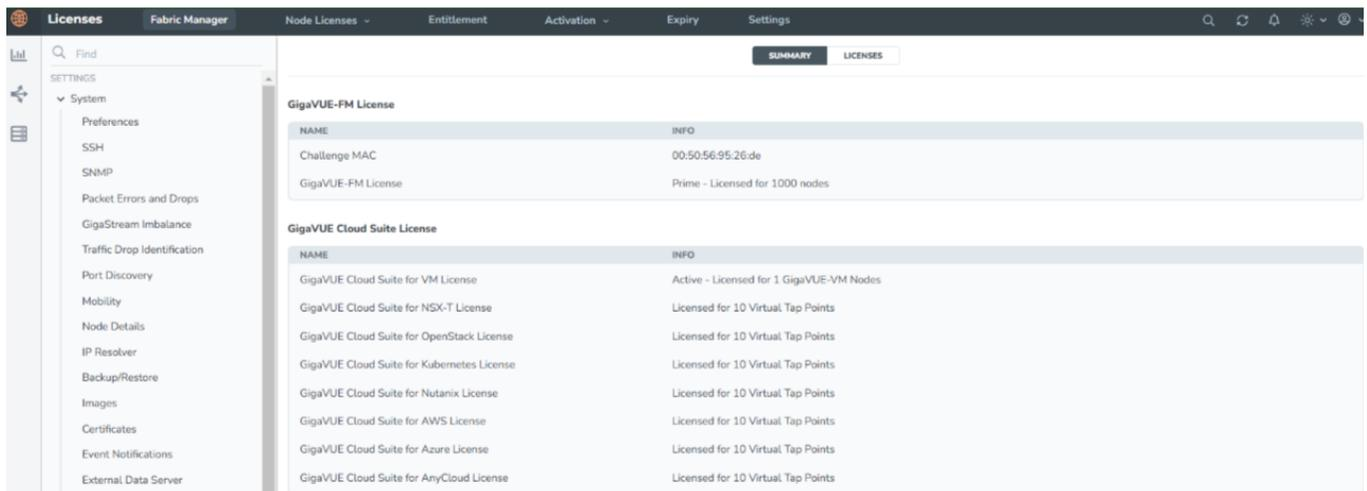 Licenses Fabric Manager Node Licenses Entitlement Activation Expiry Settings
Find
SETTINGS
System
Preferences
SSH
SNMP
Packet Errors and Drops
GigaStream Imbalance
Traffic Drop Identification
Port Discovery
Mobility
Node Details
IP Resolver
Backup/Restore
Images
Certificates
Event Notifications
External Data Server
SUMMARY LICENSES
GigaVUE-FM License
NAME INFO
Challenge MAC 00:50:56:95:26:de
GigaVUE-FM License Prime - Licensed for 1000 nodes
GigaVUE Cloud Suite License
NAME INFO
GigaVUE Cloud Suite for VM License Active - Licensed for 1 GigaVUE-VM Nodes
GigaVUE Cloud Suite for NSX-T License Licensed for 10 Virtual Tap Points
GigaVUE Cloud Suite for OpenStack License Licensed for 10 Virtual Tap Points
GigaVUE Cloud Suite for Kubernetes License Licensed for 10 Virtual Tap Points
GigaVUE Cloud Suite for Nutanix License Licensed for 10 Virtual Tap Points
GigaVUE Cloud Suite for AWS License Licensed for 10 Virtual Tap Points
GigaVUE Cloud Suite for Azure License Licensed for 10 Virtual Tap Points
GigaVUE Cloud Suite for AnyCloud License Licensed for 10 Virtual Tap Points